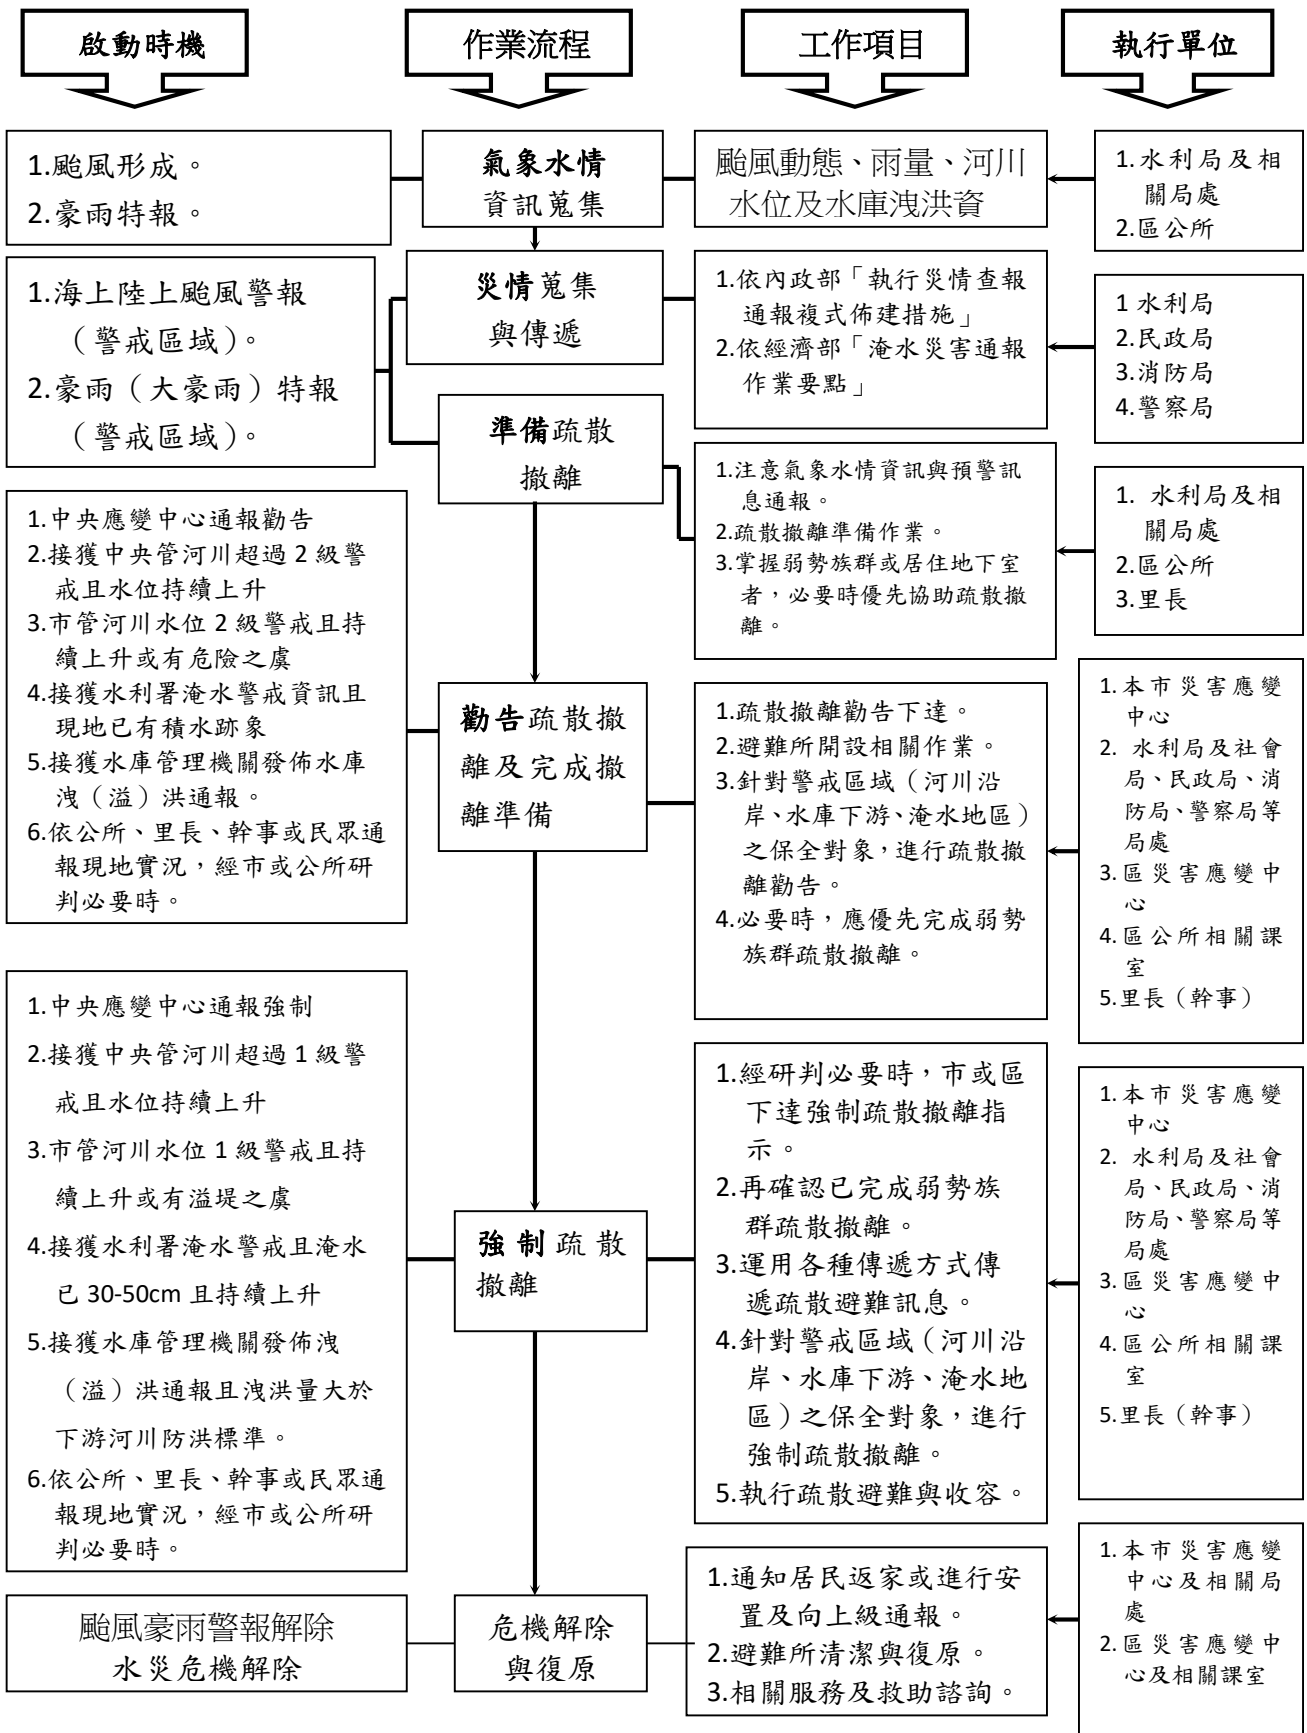 啟動時機
作業流程
工作項目
執行單位
1.颱風形成。
2.豪雨特報。
氣象水情
資訊蒐集
颱風動態、雨量、河川
水位及水庫洩洪資
1.水利局及相
關局處
2.區公所
1.海上陸上颱風警報
（警戒區域）。
2.豪雨（大豪雨）特報
（警戒區域）。
災情蒐集
與傳遞
1.依內政部「執行災情查報
通報複式佈建措施」
2.依經濟部「淹水災害通報
作業要點」
1 水利局
2.民政局
3.消防局
4.警察局
準備疏散
撤離
1.注意氣象水情資訊與預警訊
息通報。
2.疏散撤離準備作業。
3.掌握弱勢族群或居住地下室
者，必要時優先協助疏散撤
離。
1. 水利局及相
關局處
2.區公所
3.里長
1.中央應變中心通報勸告
2.接獲中央管河川超過 2 級警
戒且水位持續上升
3.市管河川水位 2 級警戒且持
續上升或有危險之虞
4.接獲水利署淹水警戒資訊且
現地已有積水跡象
5.接獲水庫管理機關發佈水庫
洩（溢）洪通報。
6.依公所、里長、幹事或民眾通
報現地實況，經市或公所研
判必要時。
勸告疏散撤
離及完成撤
離準備
1.疏散撤離勸告下達。
2.避難所開設相關作業。
3.針對警戒區域（河川沿
岸、水庫下游、淹水地區）
之保全對象，進行疏散撤
離勸告。
4.必要時，應優先完成弱勢
族群疏散撤離。
1.本市災害應變
中心
2. 水利局及社會
局、民政局、消
防局、警察局等
局處
3.區災害應變中
心
4.區公所相關課
室
5.里長（幹事）
1.中央應變中心通報強制
2.接獲中央管河川超過 1 級警
戒且水位持續上升
3.市管河川水位 1 級警戒且持
續上升或有溢堤之虞
4.接獲水利署淹水警戒且淹水
已 30-50cm 且持續上升
5.接獲水庫管理機關發佈洩
（溢）洪通報且洩洪量大於
下游河川防洪標準。
6.依公所、里長、幹事或民眾通
報現地實況，經市或公所研
判必要時。
強制疏散
撤離
1.經研判必要時，市或區
下達強制疏散撤離指
示。
2.再確認已完成弱勢族
群疏散撤離。
3.運用各種傳遞方式傳
遞疏散避難訊息。
4.針對警戒區域（河川沿
岸、水庫下游、淹水地
區）之保全對象，進行
強制疏散撤離。
5.執行疏散避難與收容。
1.本市災害應變
中心
2. 水利局及社會
局、民政局、消
防局、警察局等
局處
3.區災害應變中
心
4.區公所相關課
室
5.里長（幹事）
颱風豪雨警報解除
水災危機解除
危機解除
與復原
1.通知居民返家或進行安
置及向上級通報。
2.避難所清潔與復原。
3.相關服務及救助諮詢。
1.本市災害應變
中心及相關局
處
2.區災害應變中
心及相關課室